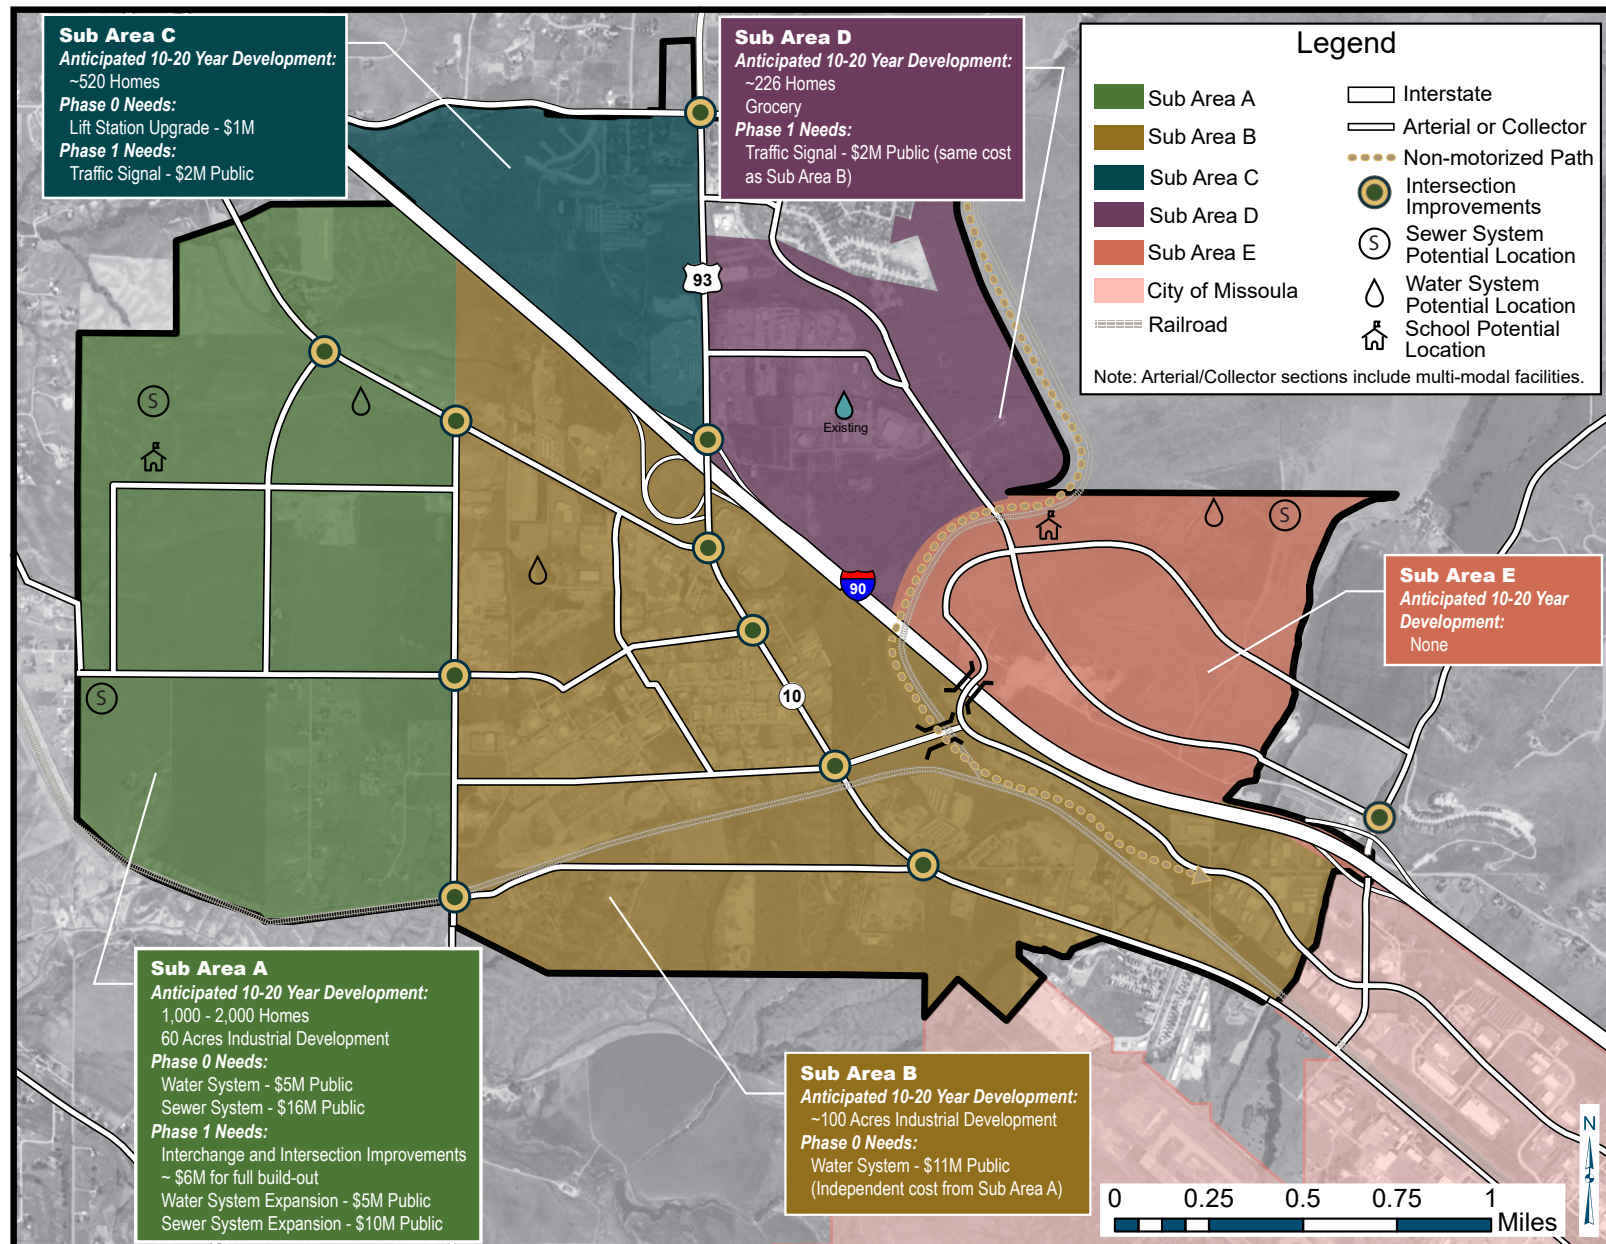 Sub Area C
Anticipated 10-20 Year Development:
~520 Homes
Phase 0 Needs:
Lift Station Upgrade - $1M
Phase 1 Needs:
Traffic Signal - $2M Public
Sub Area D
Anticipated 10-20 Year Development:
~226 Homes
Grocery
Phase 1 Needs:
Traffic Signal - $2M Public (same cost
as Sub Area B)
Legend
Sub Area A
Sub Area B
Sub Area C
Sub Area D
Sub Area E
City of Missoula
Railroad
Interstate
Arterial or Collector
Non-motorized Path
Intersection
Improvements
S
Sewer System
Potential Location
Water System
Potential Location
School Potential
Location
Note: Arterial/Collector sections include multi-modal facilities.
93
S
Existing
S
90
Sub Area E
Anticipated 10-20 Year
Development:
None
S
10
Sub Area A
Anticipated 10-20 Year Development:
1,000 - 2,000 Homes
60 Acres Industrial Development
Phase 0 Needs:
Water System - $5M Public
Sewer System - $16M Public
Phase 1 Needs:
Interchange and Intersection Improvements
~ $6M for full build-out
Water System Expansion - $5M Public
Sewer System Expansion - $10M Public
Sub Area B
Anticipated 10-20 Year Development:
~100 Acres Industrial Development
Phase 0 Needs:
Water System - $11M Public
(Independent cost from Sub Area A)
N
0 0.25 0.5 0.75 1
Miles